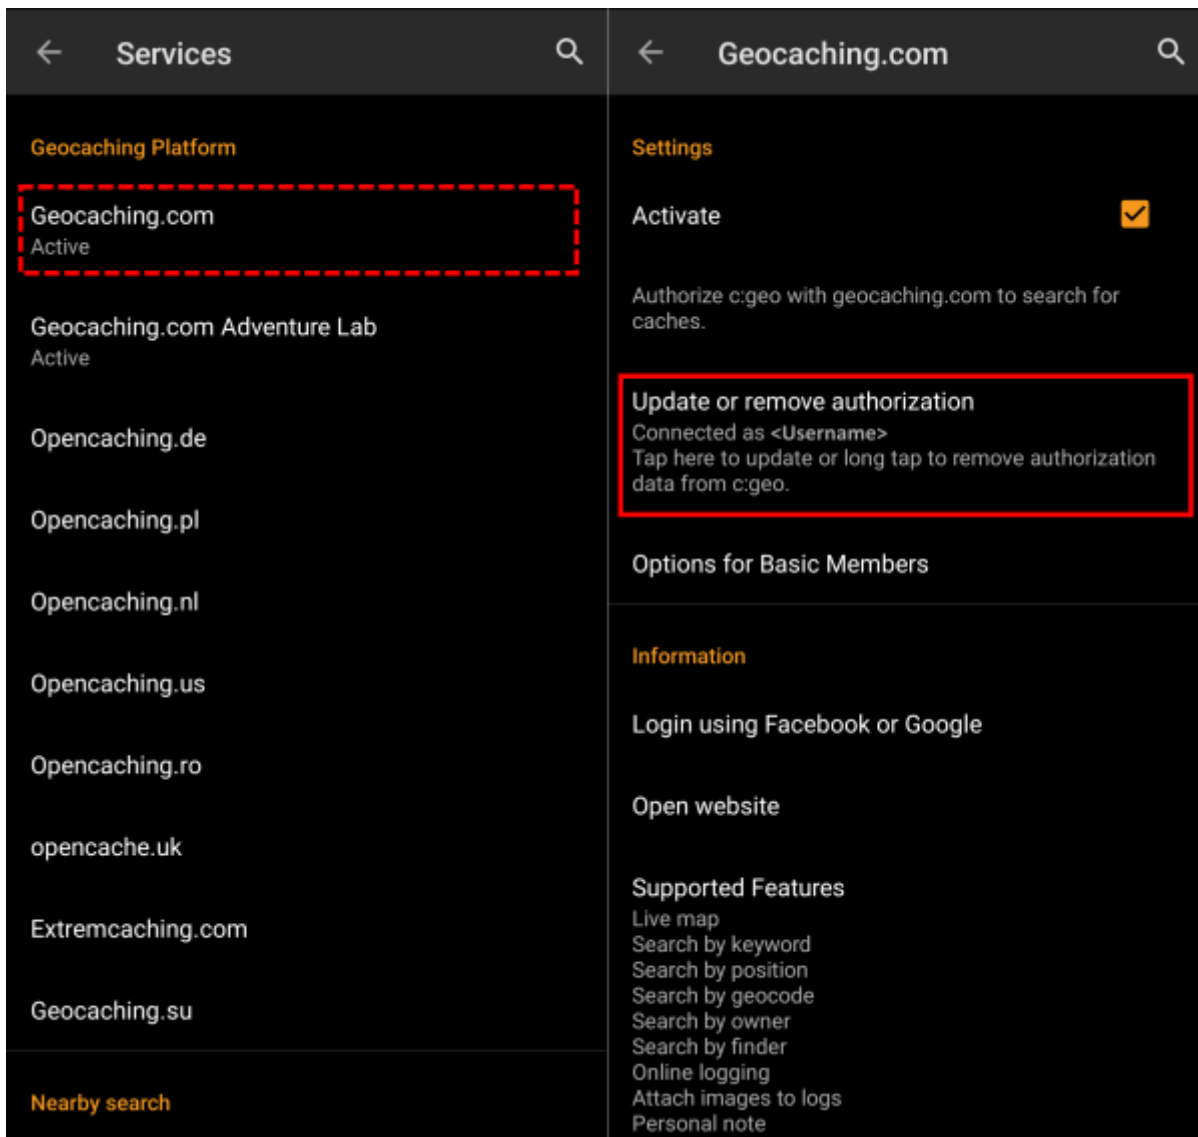 Services
Geocaching Platform
Geocaching.com
Active
Geocaching.com Adventure Lab
Active
Opencaching.de
Opencaching.pl
Opencaching.nl
Opencaching.us
Opencaching.ro
opencache.uk
Extremcaching.com
Geocaching.su
Nearby search
Geocaching.com
Settings
Activate
Authorize c:geo with geocaching.com to search for
caches.
Update or remove authorization
Connected as <Username>
Tap here to update or long tap to remove authorization
data from c:geo.
Options for Basic Members
Information
Login using Facebook or Google
Open website
Supported Features
Live map
Search by keyword
Search by position
Search by geocode
Search by owner
Search by finder
Online logging
Attach images to logs
Personal note